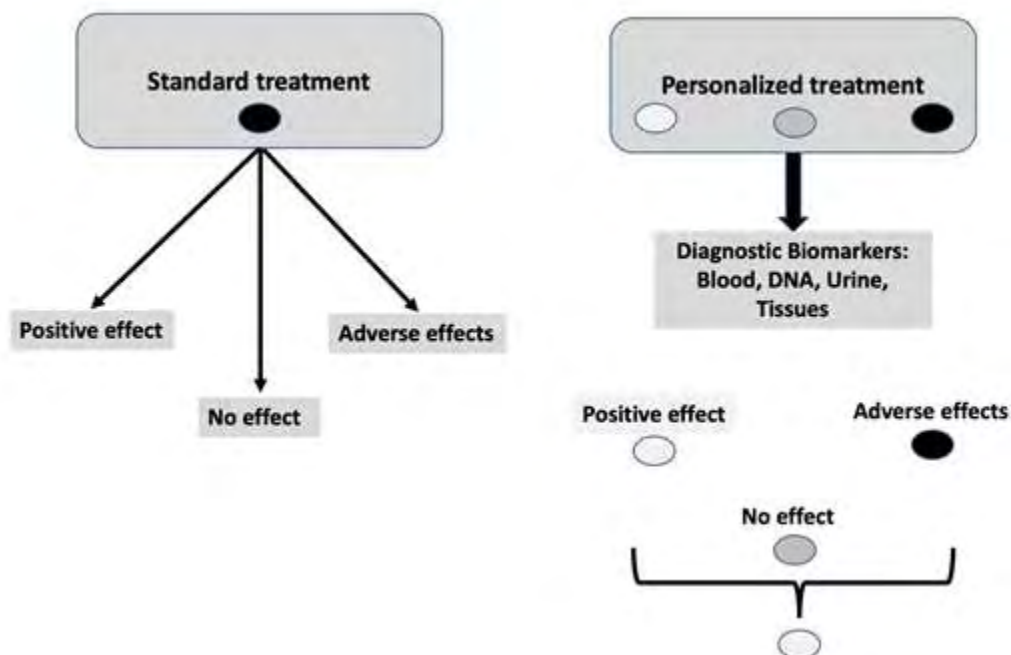 Standard treatment
Positive effect
Adverse effects
No effect
Personalized treatment
Diagnostic Biomarkers:
Blood, DNA, Urine,
Tissues
Positive effect
Adverse effects
No effect